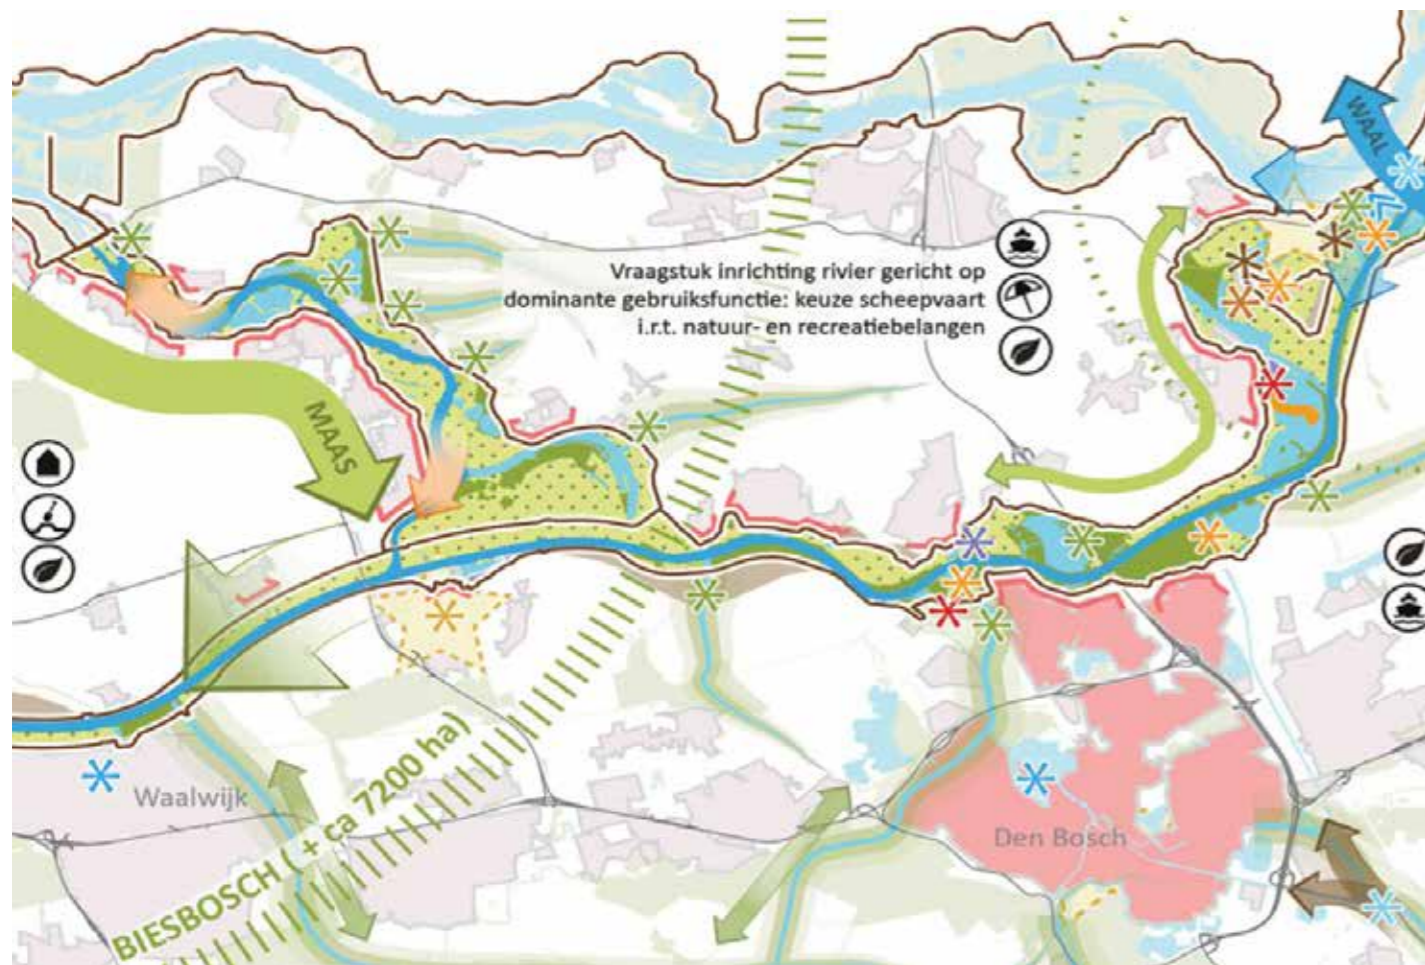 WAAL
Vraagstuk inrichting rivier gericht op
dominante gebruiksfunctie: keuze scheepvaart
i.r.t. natuur- en recreatiebelangen
MAAS
Waalwijk
BIESBOSCH ( + ca 7200 ha)
Den Bosch